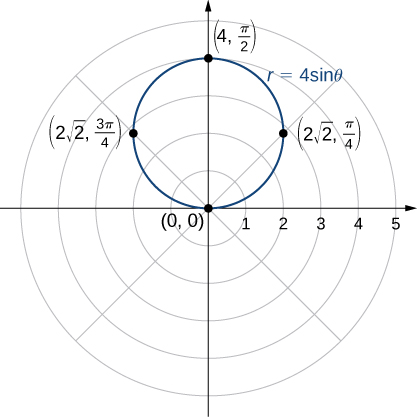 (4, π/2)
r = 4sinθ
(2√2, 3π/4)
(2√2, π/4)
(0, 0)
1 2 3 4 5